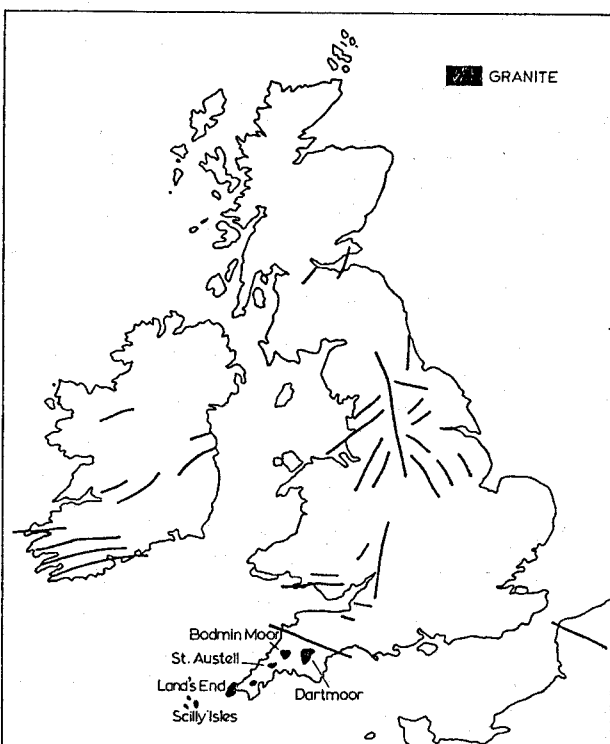 GRANITE
Bodmin Moor
St. Austell
Land's End
Dartmoor
Scilly Isles